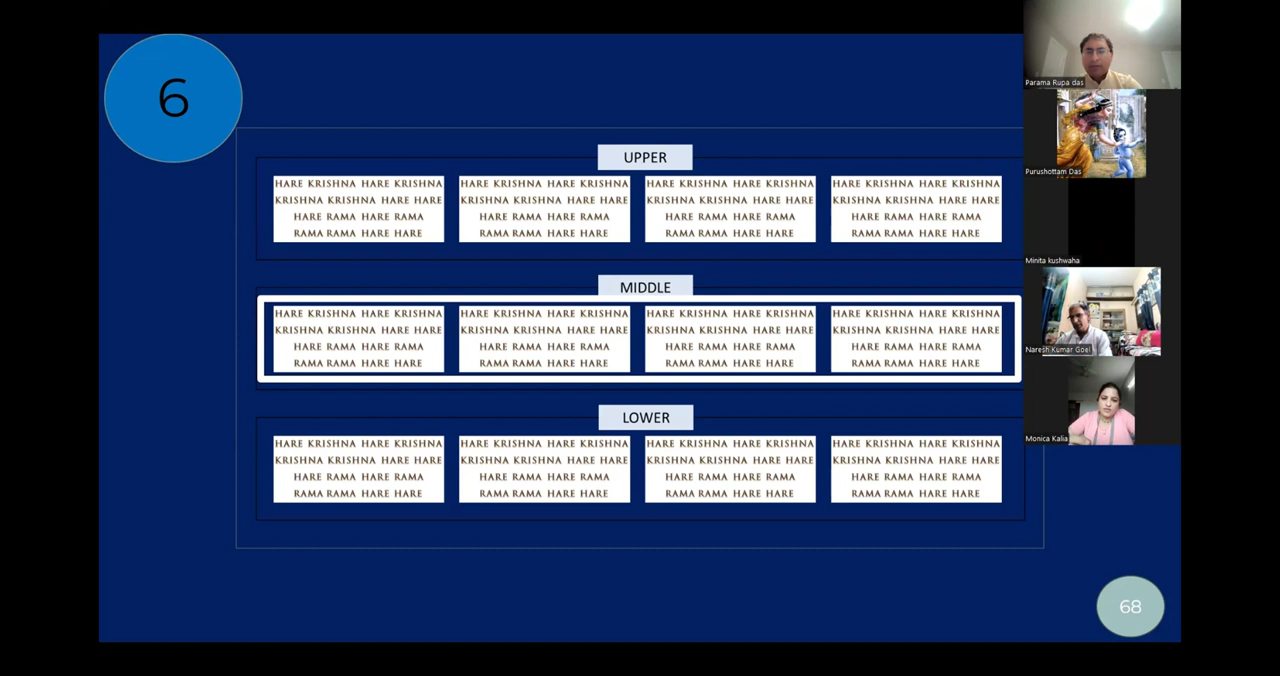 6
UPPER
HARE KRISHNA HARE KRISHNA
KRISHNA KRISHNA HARE HARE
HARE RAMA HARE RAMA
RAMA RAMA HARE HARE
HARE KRISHNA HARE KRISHNA
KRISHNA KRISHNA HARE HARE
HARE RAMA HARE RAMA
RAMA RAMA HARE HARE
HARE KRISHNA HARE KRISHNA
KRISHNA KRISHNA HARE HARE
HARE RAMA HARE RAMA
RAMA RAMA HARE HARE
HARE KRISHNA HARE KRISHNA
KRISHNA KRISHNA HARE HARE
HARE RAMA HARE RAMA
RAMA RAMA HARE HARE
MIDDLE
HARE KRISHNA HARE KRISHNA
KRISHNA KRISHNA HARE HARE
HARE RAMA HARE RAMA
RAMA RAMA HARE HARE
HARE KRISHNA HARE KRISHNA
KRISHNA KRISHNA HARE HARE
HARE RAMA HARE RAMA
RAMA RAMA HARE HARE
HARE KRISHNA HARE KRISHNA
KRISHNA KRISHNA HARE HARE
HARE RAMA HARE RAMA
RAMA RAMA HARE HARE
HARE KRISHNA HARE KRISHNA
KRISHNA KRISHNA HARE HARE
HARE RAMA HARE RAMA
RAMA RAMA HARE HARE
LOWER
HARE KRISHNA HARE KRISHNA
KRISHNA KRISHNA HARE HARE
HARE RAMA HARE RAMA
RAMA RAMA HARE HARE
HARE KRISHNA HARE KRISHNA
KRISHNA KRISHNA HARE HARE
HARE RAMA HARE RAMA
RAMA RAMA HARE HARE
HARE KRISHNA HARE KRISHNA
KRISHNA KRISHNA HARE HARE
HARE RAMA HARE RAMA
RAMA RAMA HARE HARE
HARE KRISHNA HARE KRISHNA
KRISHNA KRISHNA HARE HARE
HARE RAMA HARE RAMA
RAMA RAMA HARE HARE
68
Parama Rupa das
Purushottam Das
Minita kushwaha
Naresh Kumar Goel
Monica Kalia